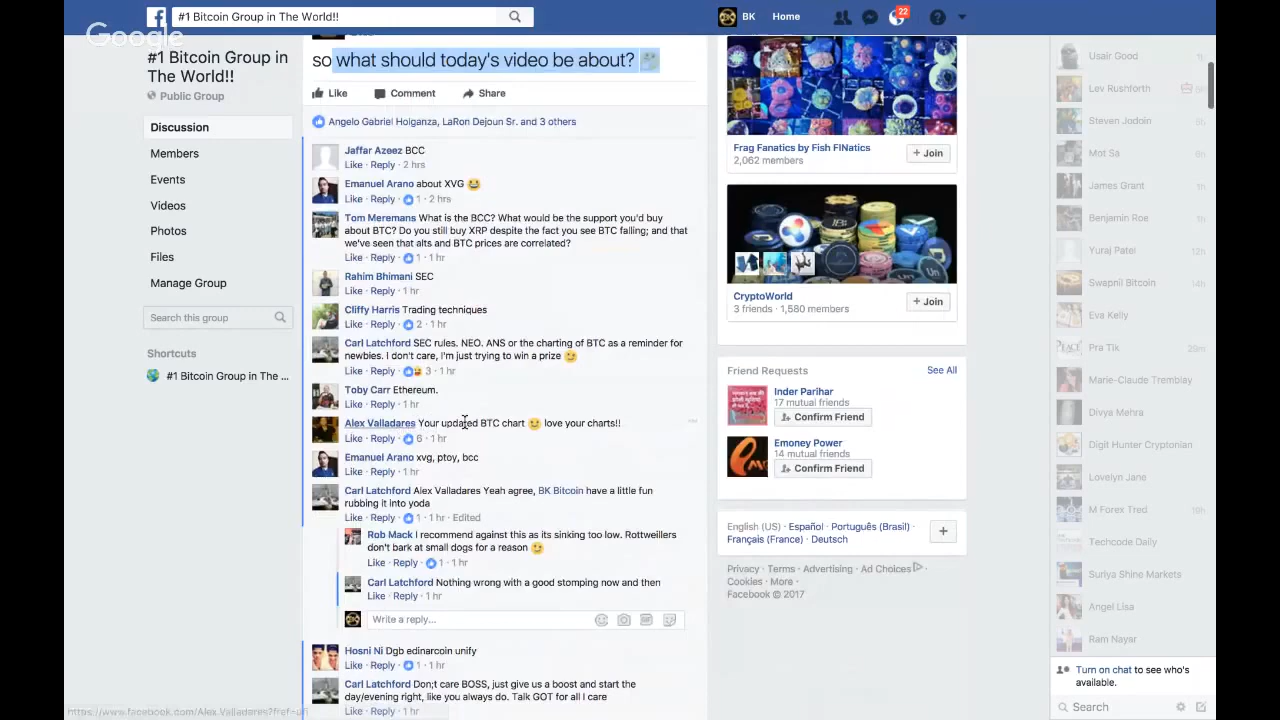 #1 Bitcoin Group in The World!!
BK
Home
22
Google
#1 Bitcoin Group in
The World!!
Public Group
Discussion
Members
Events
Videos
Photos
Files
Manage Group
Search this group
Shortcuts
#1 Bitcoin Group in The ...
so what should today's video be about?
Like Comment Share
Angelo Gabriel Holganza, LaRon Dejoun Sr. and 3 others
Jaffar Azeez BCC
Like · Reply · 2 hrs
Emanuel Arano about XVG
Like · Reply · 1 · 2 hrs
Tom Meremans What is the BCC? What would be the support you'd buy
about BTC? Do you still buy XRP despite the fact you see BTC falling; and that
we've seen that alts and BTC prices are correlated?
Like · Reply · 1 · 1 hr
Rahim Bhimani SEC
Like · Reply · 1 hr
Cliffy Harris Trading techniques
Like · Reply · 2 · 1 hr
Carl Latchford SEC rules. NEO. ANS or the charting of BTC as a reminder for
newbies. I don't care, I'm just trying to win a prize
Like · Reply · 3 · 1 hr
Toby Carr Ethereum.
Like · Reply · 1 hr
Alex Valladares Your updated BTC chart love your charts!!
Like · Reply · 6 · 1 hr
Emanuel Arano xvg, ptoy, bcc
Like · Reply · 1 hr
Carl Latchford Alex Valladares Yeah agree, BK Bitcoin have a little fun
rubbing it into yoda
Like · Reply · 1 · 1 hr · Edited
Rob Mack I recommend against this as its sinking too low. Rottweillers
don't bark at small dogs for a reason
Like · Reply · 1 · 1 hr
Carl Latchford Nothing wrong with a good stomping now and then
Like · Reply · 1 hr
Write a reply...
Hosni Ni Dgb edinarcoin unify
Like · Reply · 1 · 1 hr
Carl Latchford Don;t care BOSS, just give us a boost and start the
day/evening right, like you always do. Talk GOT for all I care
Like · Reply · 1 hr
Frag Fanatics by Fish FINatics
2,062 members
+ Join
CryptoWorld
3 friends · 1,580 members
+ Join
Friend Requests
See All
Inder Parihar
17 mutual friends
Confirm Friend
Emoney Power
14 mutual friends
Confirm Friend
English (US) · Español · Português (Brasil) ·
Français (France) · Deutsch
Privacy · Terms · Advertising · Ad Choices ·
Cookies · More ·
Facebook © 2017
Usair Good
Lev Rushforth
Steven Jodoin 9h
Mot Sa 6h
James Grant 1h
Benjamin Roe 1h
Yuraj Patel 12h
Swapnil Bitcoin 14h
Eva Kelly
Pra Tik 29m
Marie-Claude Tremblay
Divya Mehra
Digit Hunter Cryptonian
Lovelyn Jane
M Forex Tred 19h
Techcode Daily
Suriya Shine Markets
Angel Lisa
Ram Nayar
Turn on chat to see who's
available.
Search